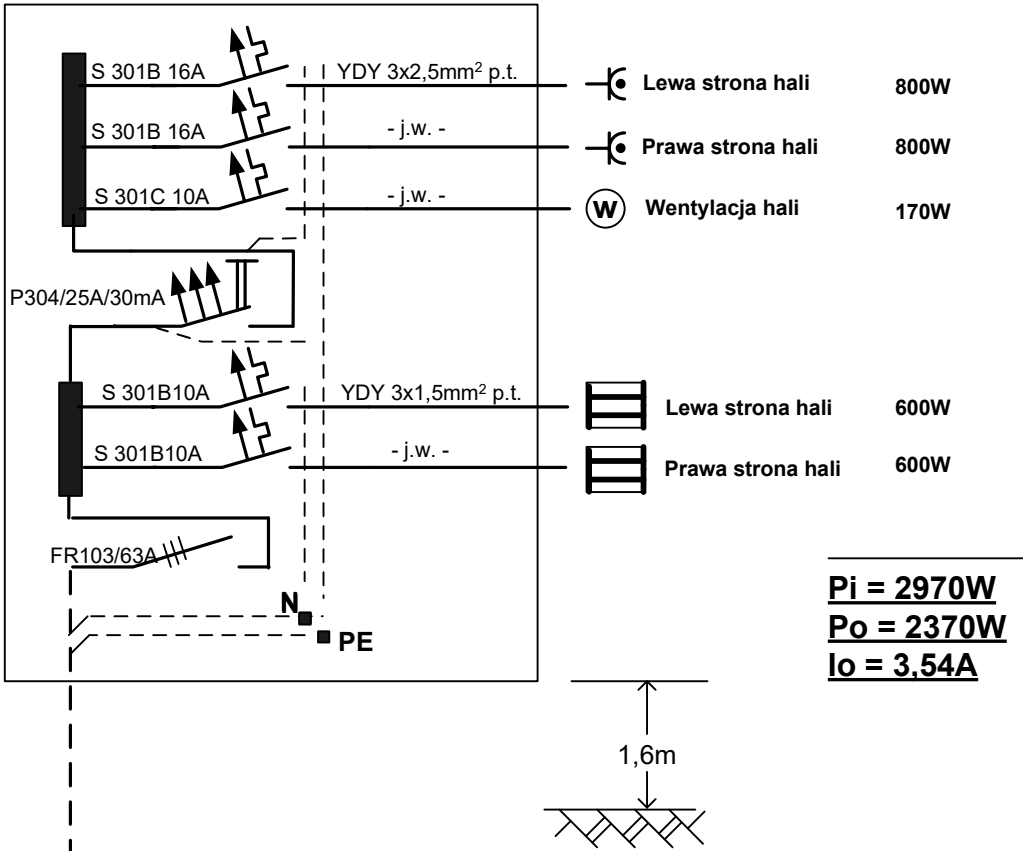 S 301B 16A YDY 3x2,5mm² p.t. Lewa strona hali 800W
S 301B 16A - j.w. - Prawa strona hali 800W
S 301C 10A - j.w. - W Wentylacja hali 170W
P304/25A/30mA
S 301B10A YDY 3x1,5mm² p.t. Lewa strona hali 600W
S 301B10A - j.w. - Prawa strona hali 600W
FR103/63A
N
PE
Pi = 2970W
Po = 2370W
Io = 3,54A
1,6m